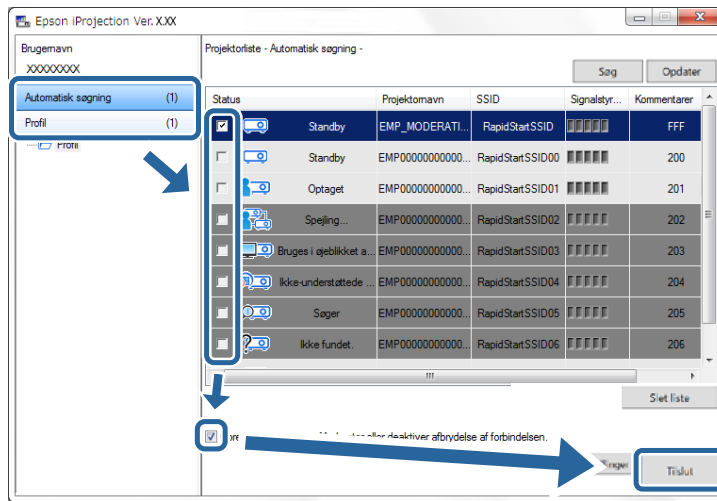 Epson iProjection Ver. X.XX
Brugernavn
XXXXXXXX
Automatisk søgning (1)
Profil (1)
Profil
Projektorliste - Automatisk søgning -
Søg Opdater
Status Projektornavn SSID Signalstyr... Kommentarer
Standby EMP_MODERATI... RapidStartSSID FFF
Standby EMP00000000000... RapidStartSSID00 200
Optaget EMP00000000000... RapidStartSSID01 201
Spejling... EMP00000000000... RapidStartSSID02 202
Bruges i øjeblikket a... EMP00000000000... RapidStartSSID03 203
Ikke-understøttede ... EMP00000000000... RapidStartSSID04 204
Søger EMP00000000000... RapidStartSSID05 205
Ikke fundet. EMP00000000000... RapidStartSSID06 206
Slet liste
eller deaktiver afbrydelse af forbindelsen.
Tilslut